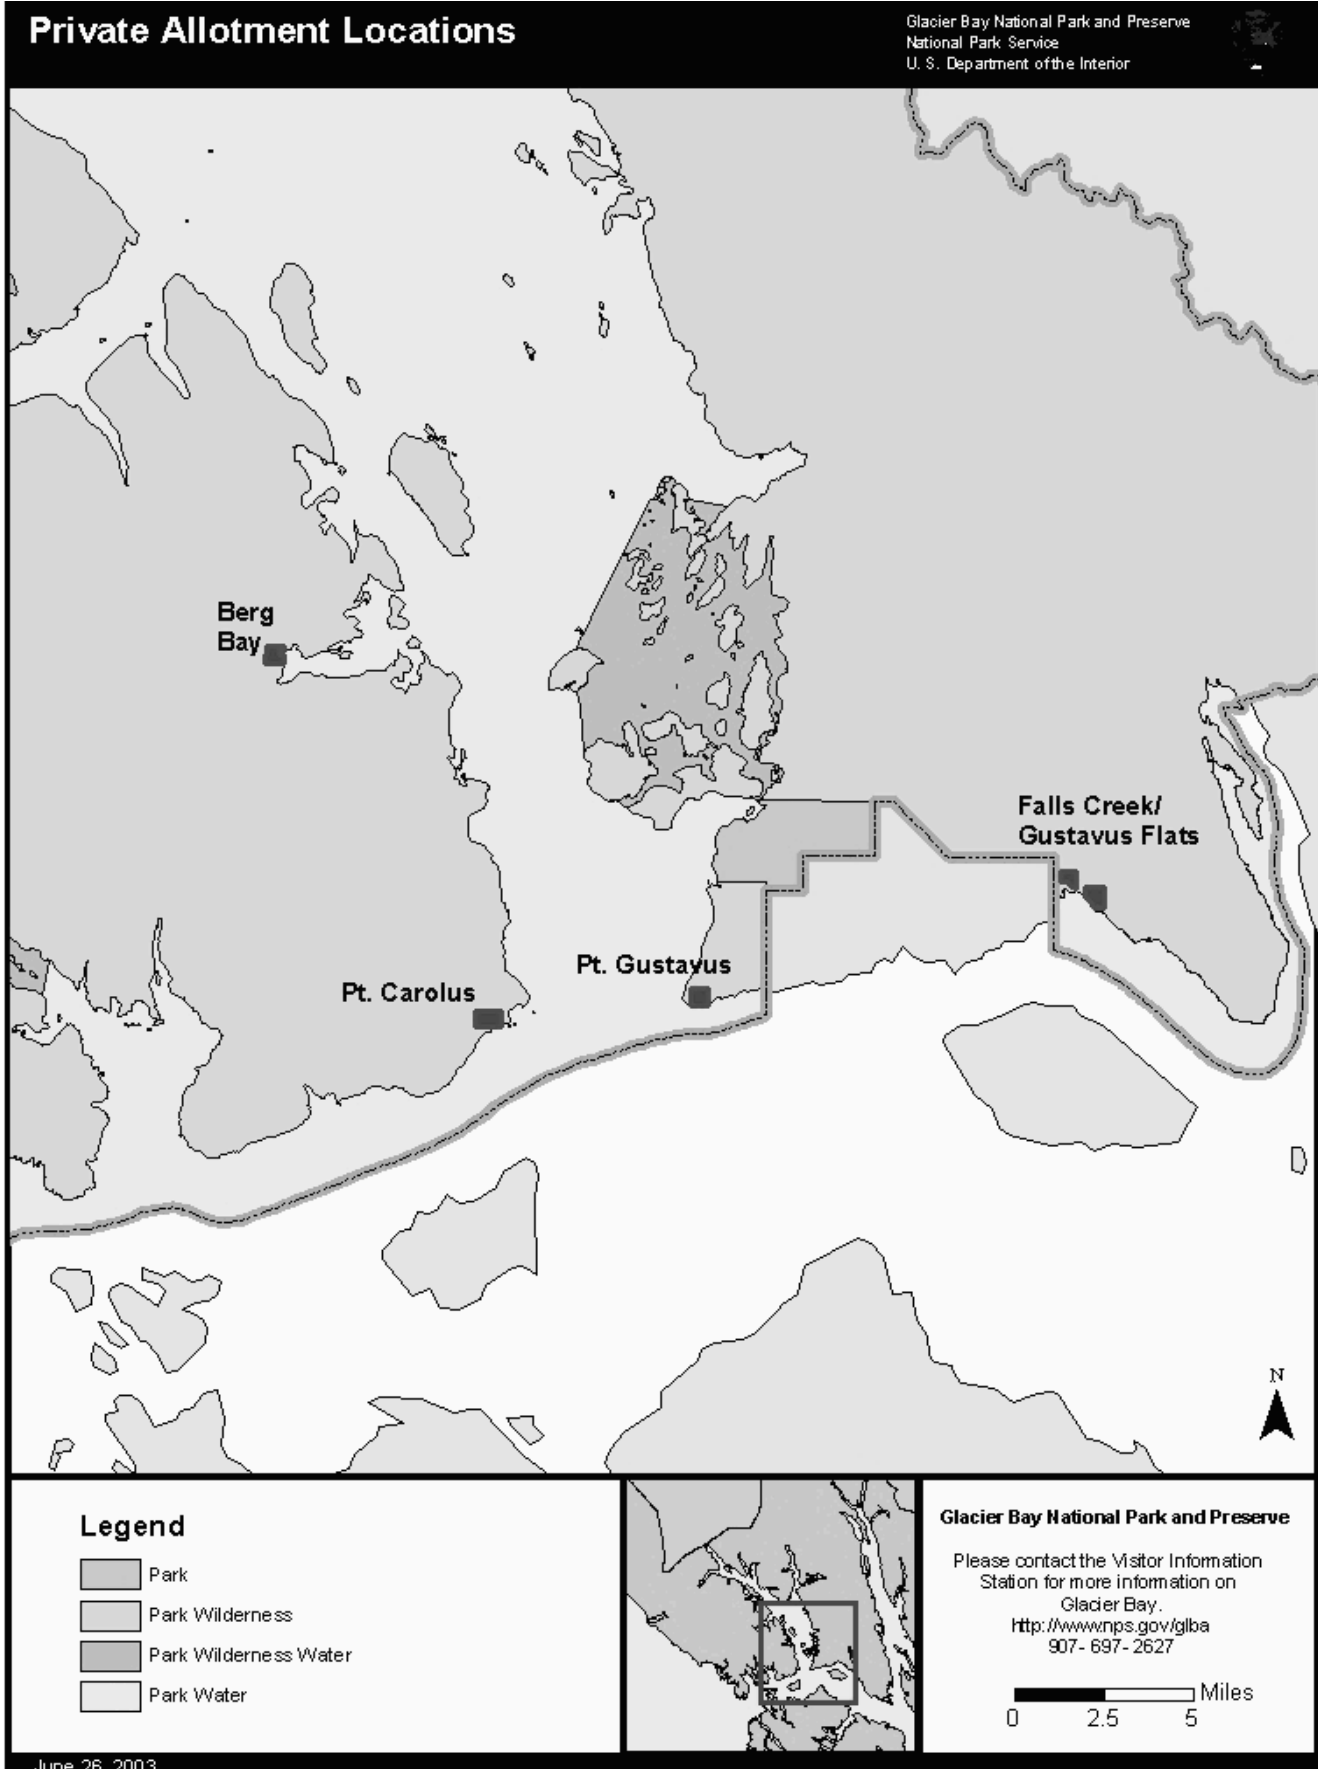 Private Allotment Locations
Glacier Bay National Park and Preserve
National Park Service
U. S. Department of the Interior
Berg
Bay
Falls Creek/
Gustavus Flats
Pt. Gustavus
Pt. Carolus
N
Legend
Park
Park Wilderness
Park Wilderness Water
Park Water
Glacier Bay National Park and Preserve
Please contact the Visitor Information
Station for more information on
Glacier Bay.
http://www.nps.gov/glba
907- 697- 2627
Miles
0 2.5 5
June 26, 2003